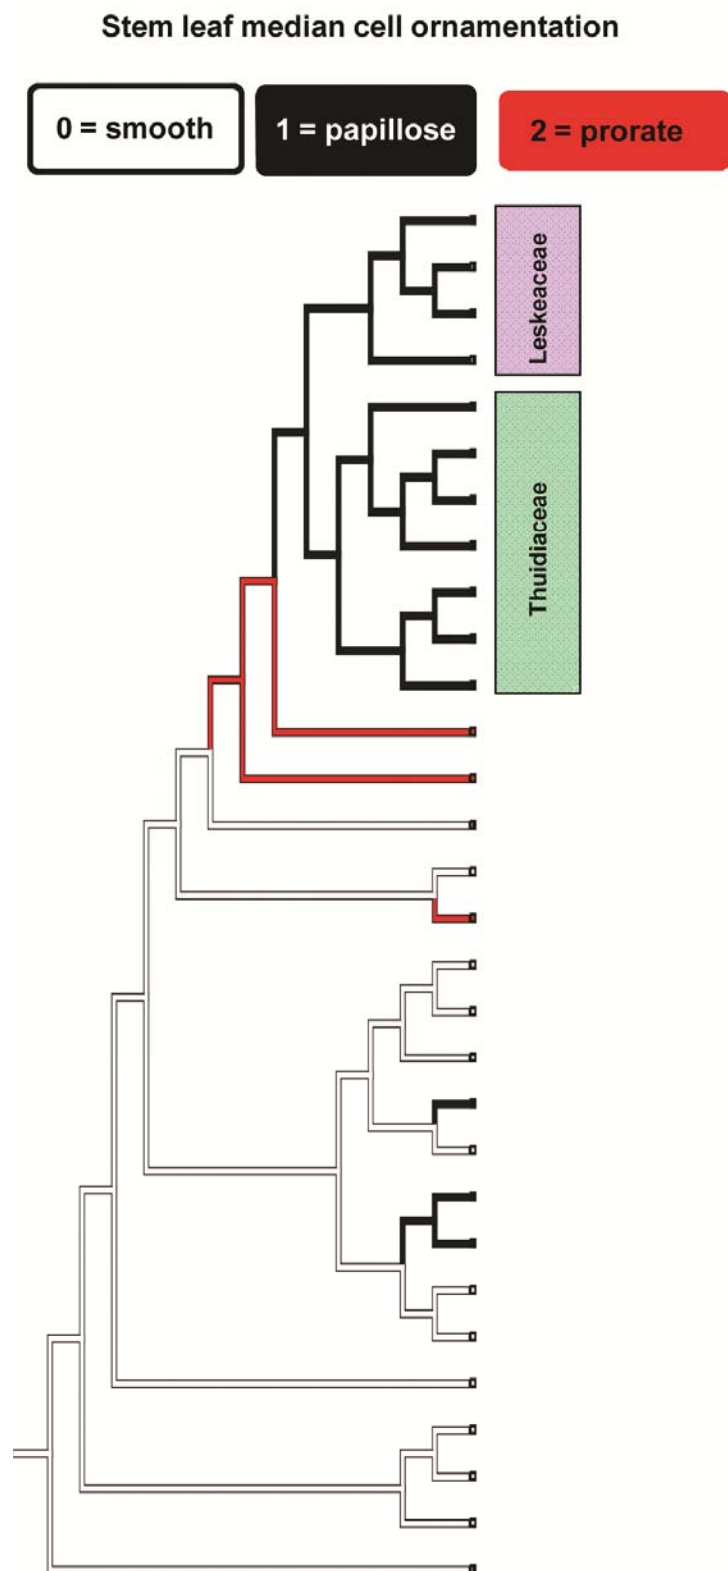 Stem leaf median cell ornamentation
0 = smooth
1 = papillose
2 = prorate
Leskeaceae
Thuidiaceae